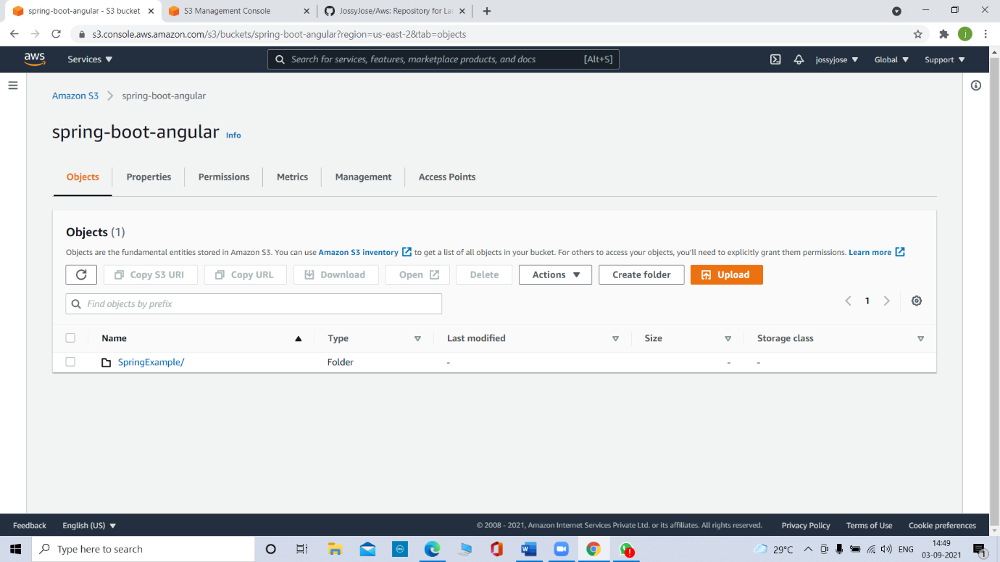 spring-boot-angular - S3 bucket
S3 Management Console
JossyJose/Aws: Repository for La
s3.console.aws.amazon.com/s3/buckets/spring-boot-angular?region=us-east-2&tab=objects
j
aws Services Search for services, features, marketplace products, and docs [Alt+S] jossyjose Global Support
Amazon S3 spring-boot-angular
spring-boot-angular Info
Objects Properties Permissions Metrics Management Access Points
Objects (1)
Objects are the fundamental entities stored in Amazon S3. You can use Amazon S3 inventory to get a list of all objects in your bucket. For others to access your objects, you'll need to explicitly grant them permissions. Learn more
Copy S3 URI Copy URL Download Open Delete Actions Create folder Upload
Find objects by prefix 1
Name Type Last modified Size Storage class
SpringExample/ Folder - - -
Feedback English (US) © 2008 - 2021, Amazon Internet Services Private Ltd. or its affiliates. All rights reserved. Privacy Policy Terms of Use Cookie preferences
Type here to search 29°C ENG 14:49
03-09-2021 1